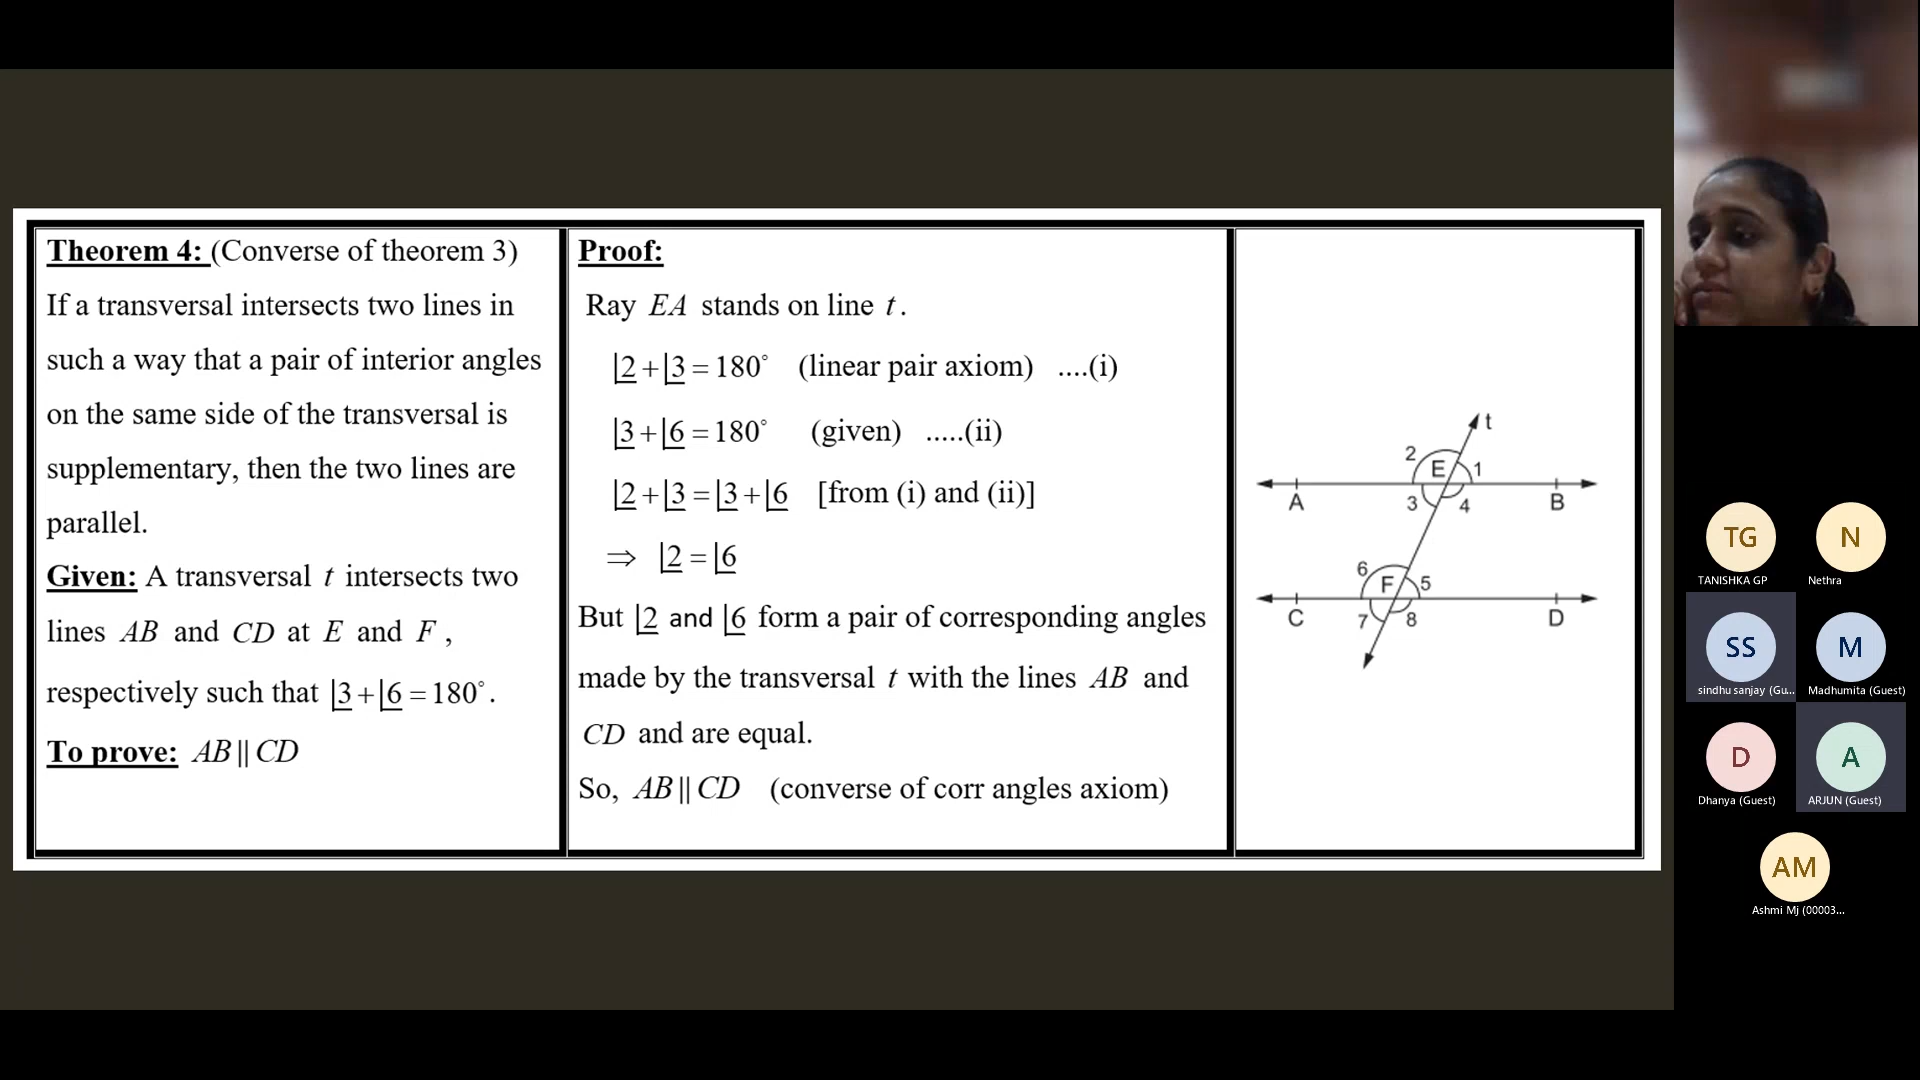 Theorem 4: (Converse of theorem 3)
If a transversal intersects two lines in
such a way that a pair of interior angles
on the same side of the transversal is
supplementary, then the two lines are
parallel.
Given: A transversal t intersects two
lines AB and CD at E and F ,
respectively such that ∠3+∠6=180°.
To prove: AB || CD
Proof:
Ray EA stands on line t.
∠2+∠3=180° (linear pair axiom) ....(i)
∠3+∠6=180° (given) .....(ii)
∠2+∠3=∠3+∠6 [from (i) and (ii)]
⇒ ∠2=∠6
But ∠2 and ∠6 form a pair of corresponding angles
made by the transversal t with the lines AB and
CD and are equal.
So, AB || CD (converse of corr angles axiom)
t
2 E 1
A 3 4 B
6 F 5
C 7 8 D
TG N
TANISHKA GP Nethra
SS M
sindhu sanjay (Gu... Madhumita (Guest)
D A
Dhanya (Guest) ARJUN (Guest)
AM
Ashmi Mj (00003...